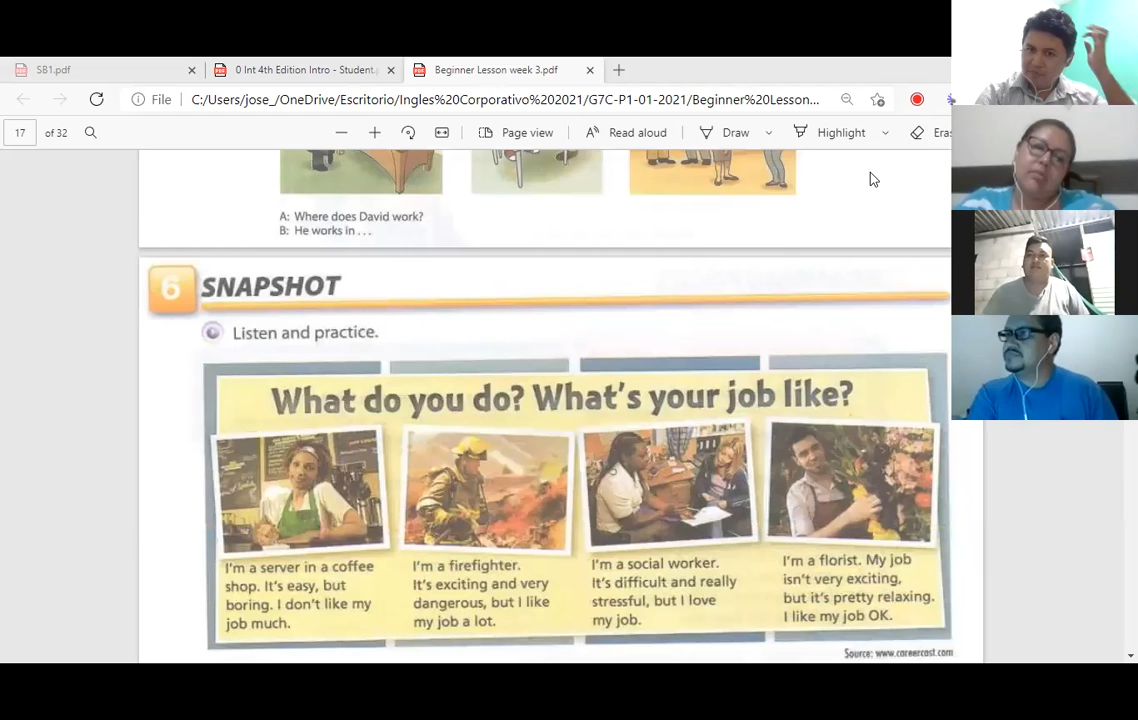 SB1.pdf
0 Int 4th Edition Intro - Student.
Beginner Lesson week 3.pdf
File
C:/Users/jose_/OneDrive/Escritorio/Ingles%20Corporativo%202021/G7C-P1-01-2021/Beginner%20Lesson...
17 of 32
Page view
Read aloud
Draw
Highlight
Eras
A: Where does David work?
B: He works in ...
6 SNAPSHOT
Listen and practice.
What do you do? What's your job like?
I'm a server in a coffee
shop. It's easy, but
boring. I don't like my
job much.
I'm a firefighter.
It's exciting and very
dangerous, but I like
my job a lot.
I'm a social worker.
It's difficult and really
stressful, but I love
my job.
I'm a florist. My job
isn't very exciting,
but it's pretty relaxing.
I like my job OK.
Source: www.careercast.com